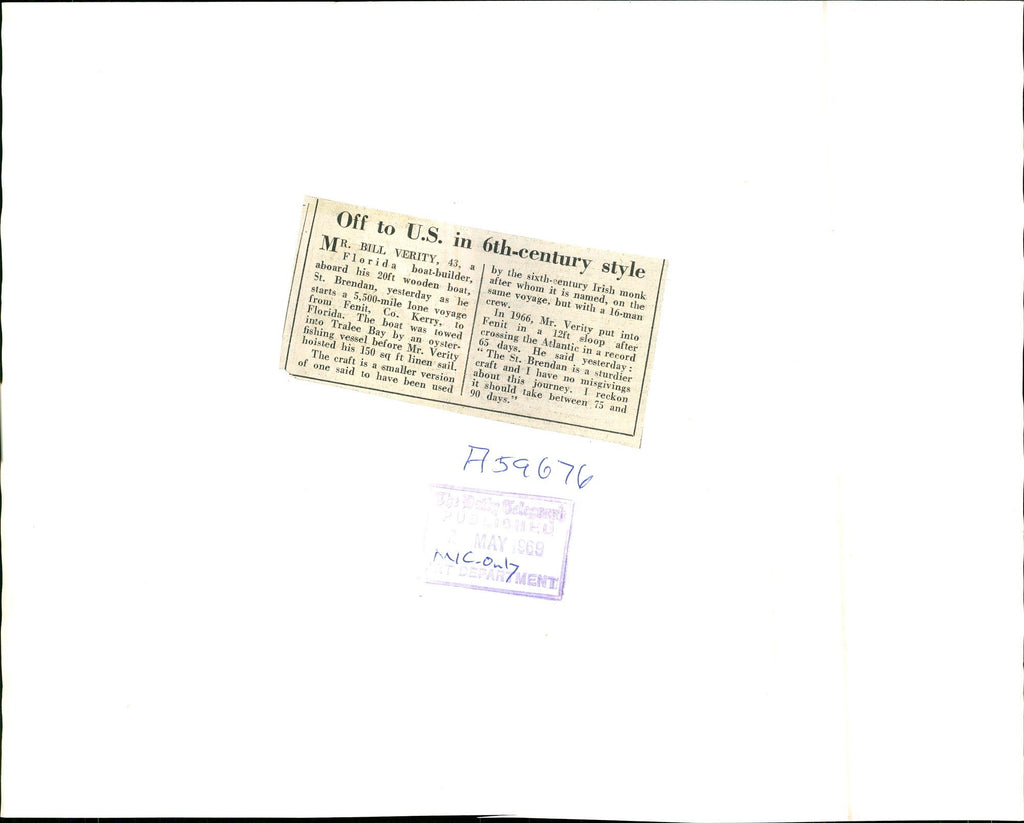 Off to U.S. in 6th-century style
MR. BILL VERITY, 43, a
Florida boat-builder,
aboard his 20ft wooden boat,
St. Brendan, yesterday as he
starts a 5,500-mile lone voyage
from Fenit, Co. Kerry, to
Florida. The boat was towed
into Tralee Bay by an oyster-
fishing vessel before Mr. Verity
hoisted his 150 sq ft linen sail.
The craft is a smaller version
of one said to have been used
by the sixth-century Irish monk
after whom it is named, on the
same voyage, but with a 16-man
crew.
In 1966, Mr. Verity put into
Fenit in a 12ft sloop after
crossing the Atlantic in a record
65 days. He said yesterday:
"The St. Brendan is a sturdier
craft and I have no misgivings
about this journey. I reckon
it should take between 75 and
90 days."
A59676
The Daily Telegraph
PUBLISHED
MAY 1969
M/C Only
ART DEPARTMENT